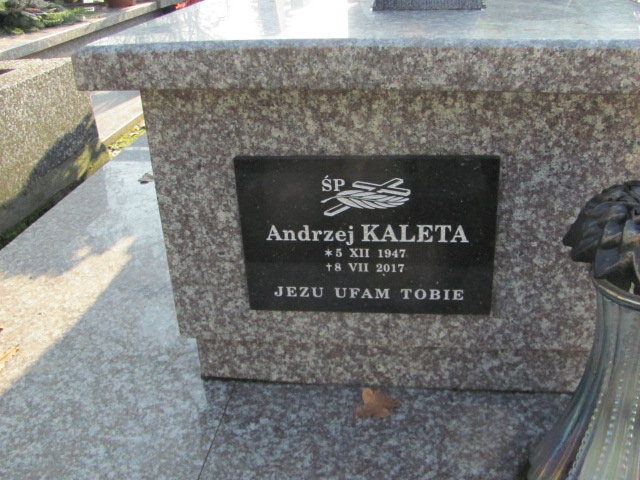 ŚP
Andrzej KALETA
*5 XII 1947
†8 VII 2017
JEZU UFAM TOBIE